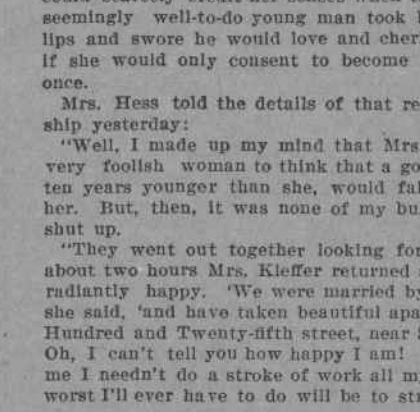 seemingly well-to-do young man took
lips and swore he would love and cher
if she would only consent to become
once.
Mrs. Hess told the details of that re
ship yesterday:
"Well, I made up my mind that Mrs
very foolish woman to think that a go
ten years younger than she, would fal
her. But, then, it was none of my bu
shut up.
"They went out together looking for
about two hours Mrs. Kieffer returned
radiantly happy. 'We were married by
she said, 'and have taken beautiful apa
Hundred and Twenty-fifth street, near
Oh, I can't tell you how happy I am!
me I needn't do a stroke of work all m
worst I'll ever have to do will be to su